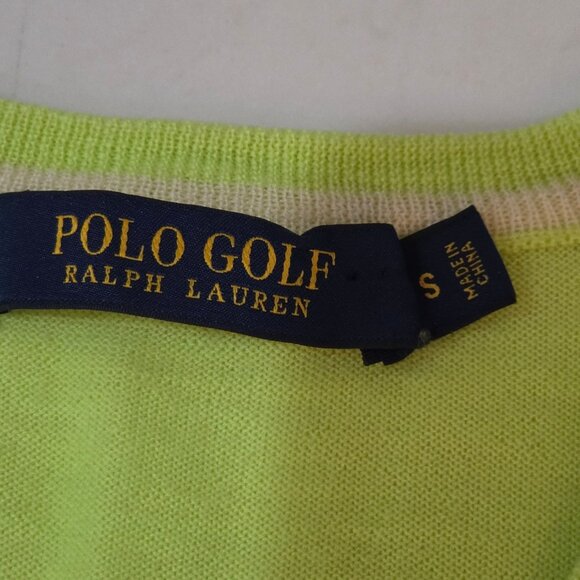 POLO GOLF
RALPH LAUREN
S
MADE IN
CHINA